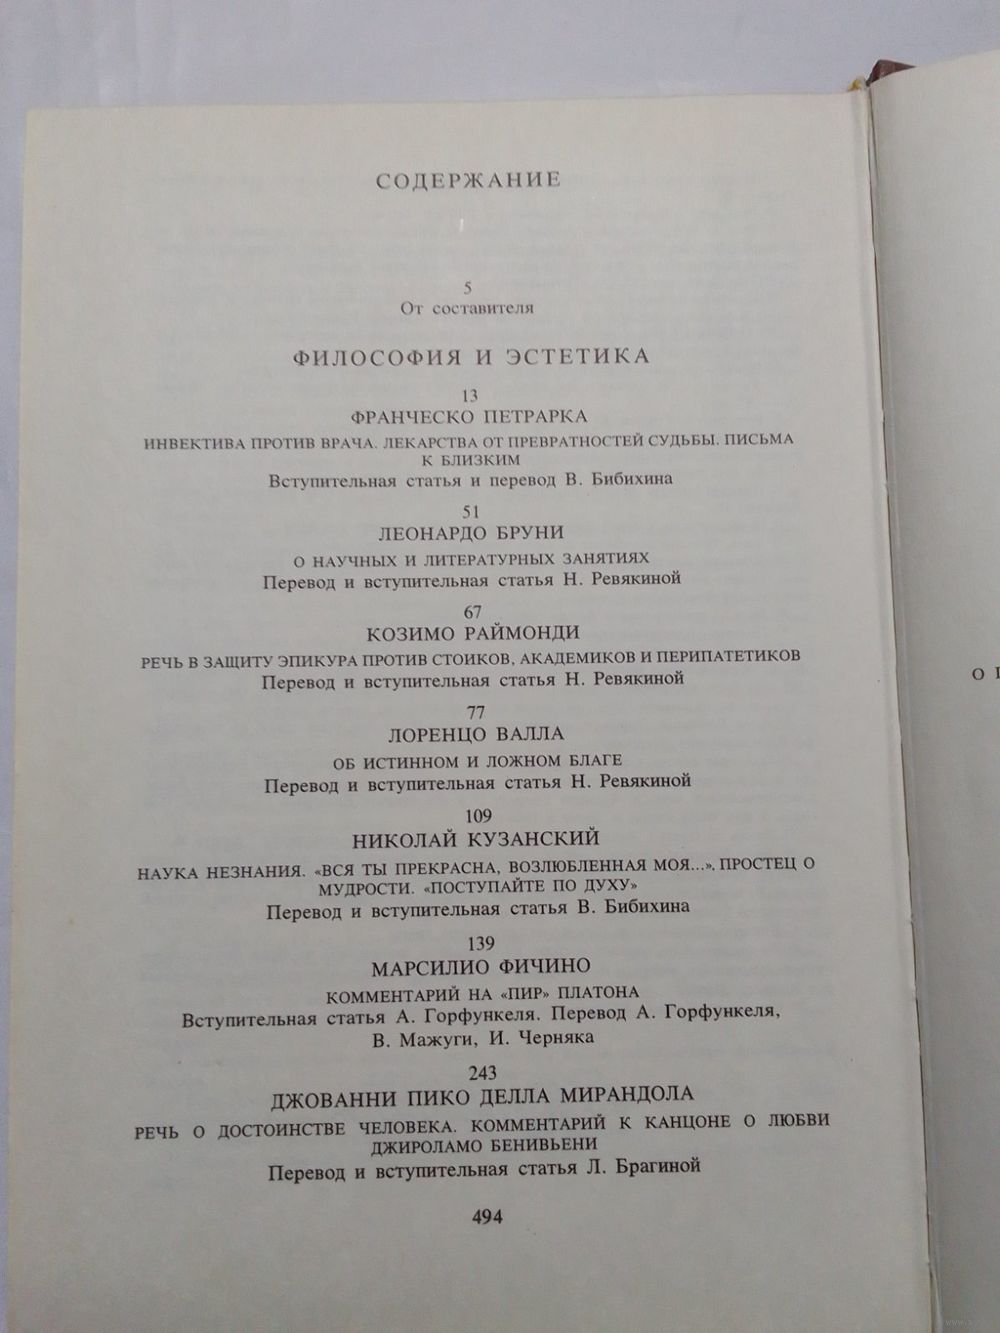 СОДЕРЖАНИЕ
5
От составителя
ФИЛОСОФИЯ И ЭСТЕТИКА
13
ФРАНЧЕСКО ПЕТРАРКА
ИНВЕКТИВА ПРОТИВ ВРАЧА. ЛЕКАРСТВА ОТ ПРЕВРАТНОСТЕЙ СУДЬБЫ. ПИСЬМА
К БЛИЗКИМ
Вступительная статья и перевод В. Бибихина
51
ЛЕОНАРДО БРУНИ
О НАУЧНЫХ И ЛИТЕРАТУРНЫХ ЗАНЯТИЯХ
Перевод и вступительная статья Н. Ревякиной
67
КОЗИМО РАЙМОНДИ
РЕЧЬ В ЗАЩИТУ ЭПИКУРА ПРОТИВ СТОИКОВ, АКАДЕМИКОВ И ПЕРИПАТЕТИКОВ
Перевод и вступительная статья Н. Ревякиной
77
ЛОРЕНЦО ВАЛЛА
ОБ ИСТИННОМ И ЛОЖНОМ БЛАГЕ
Перевод и вступительная статья Н. Ревякиной
109
НИКОЛАЙ КУЗАНСКИЙ
НАУКА НЕЗНАНИЯ. «ВСЯ ТЫ ПРЕКРАСНА, ВОЗЛЮБЛЕННАЯ МОЯ...». ПРОСТЕЦ О
МУДРОСТИ. «ПОСТУПАЙТЕ ПО ДУХУ»
Перевод и вступительная статья В. Бибихина
139
МАРСИЛИО ФИЧИНО
КОММЕНТАРИЙ НА «ПИР» ПЛАТОНА
Вступительная статья А. Горфункеля. Перевод А. Горфункеля,
В. Мажуги, И. Черняка
243
ДЖОВАННИ ПИКО ДЕЛЛА МИРАНДОЛА
РЕЧЬ О ДОСТОИНСТВЕ ЧЕЛОВЕКА. КОММЕНТАРИЙ К КАНЦОНЕ О ЛЮБВИ
ДЖИРОЛАМО БЕНИВЬЕНИ
Перевод и вступительная статья Л. Брагиной
494
О